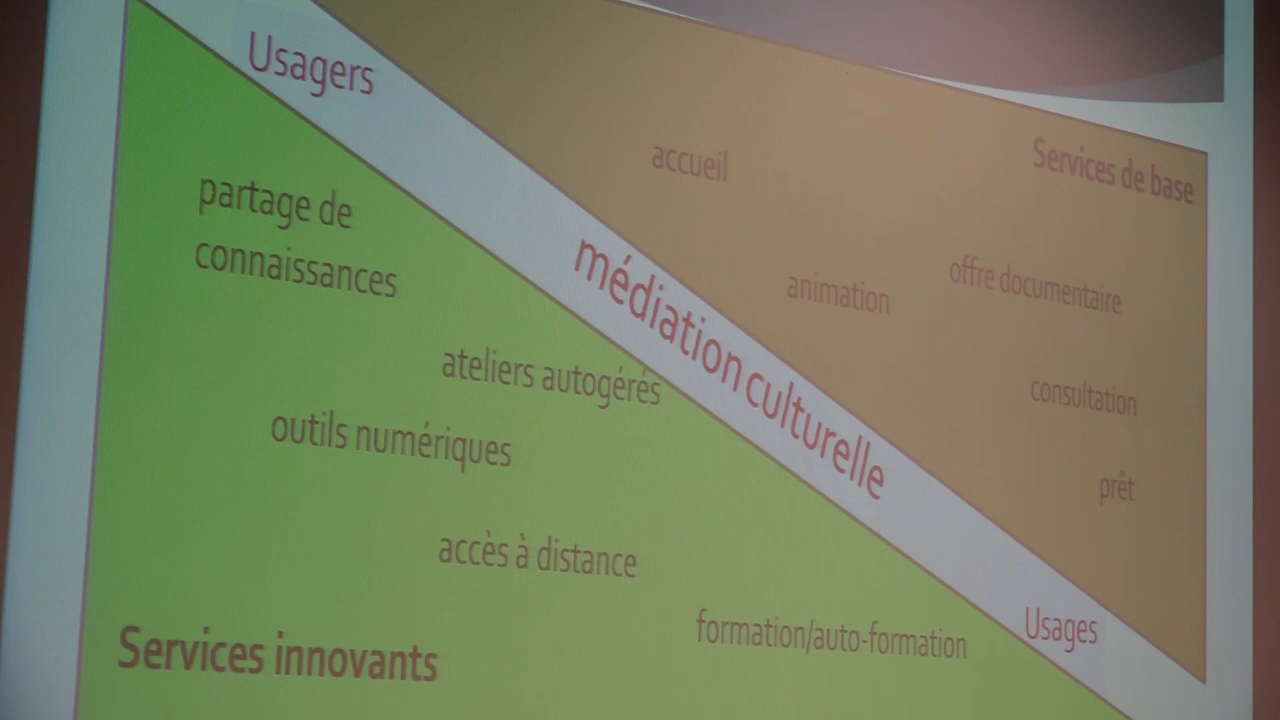 Usagers
médiation culturelle
Usages
Services de base
accueil
animation
offre documentaire
consultation
prêt
partage de
connaissances
ateliers autogérés
outils numériques
accès à distance
formation/auto-formation
Services innovants